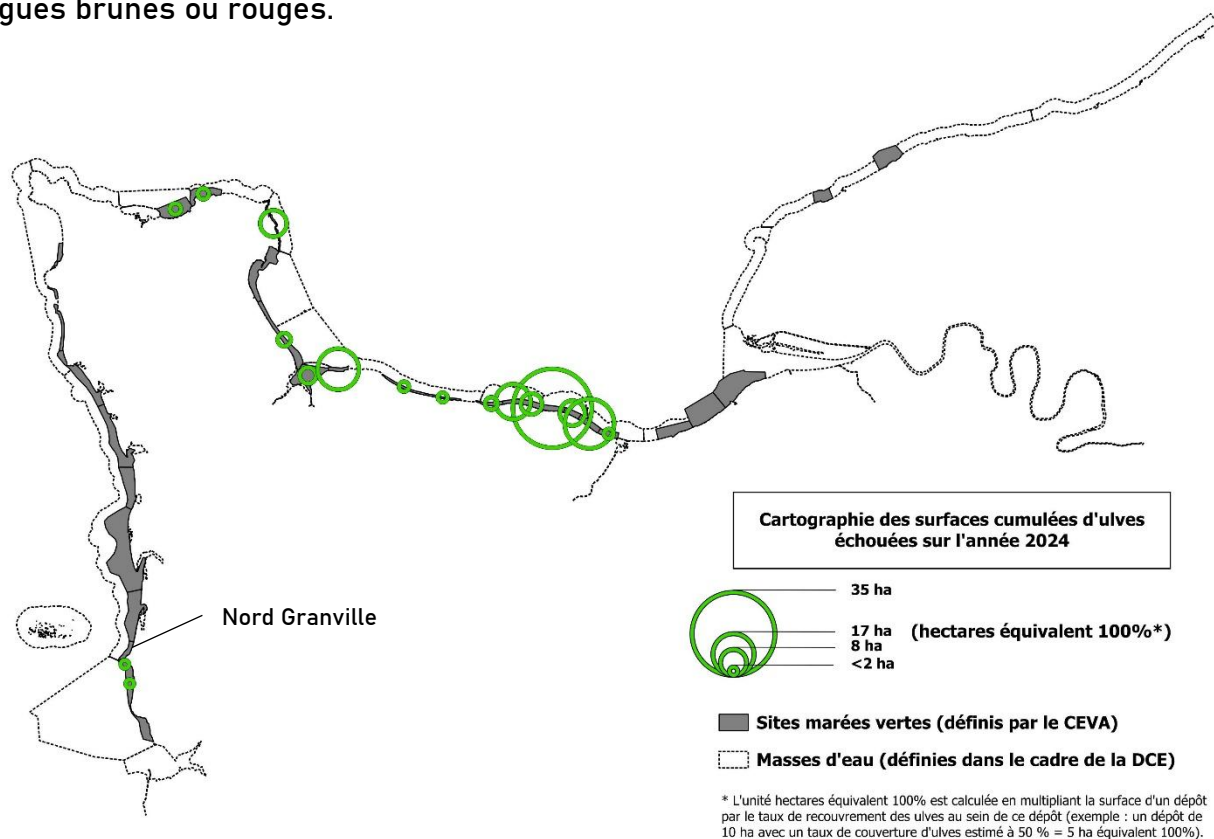 gues brunes ou rouges.
Nord Granville
Cartographie des surfaces cumulées d'ulves
échouées sur l'année 2024
35 ha
17 ha (hectares équivalent 100%*)
8 ha
<2 ha
Sites marées vertes (définis par le CEVA)
Masses d'eau (définies dans le cadre de la DCE)
* L'unité hectares équivalent 100% est calculée en multipliant la surface d'un dépôt
par le taux de recouvrement des ulves au sein de ce dépôt (exemple : un dépôt de
10 ha avec un taux de couverture d'ulves estimé à 50 % = 5 ha équivalent 100%).